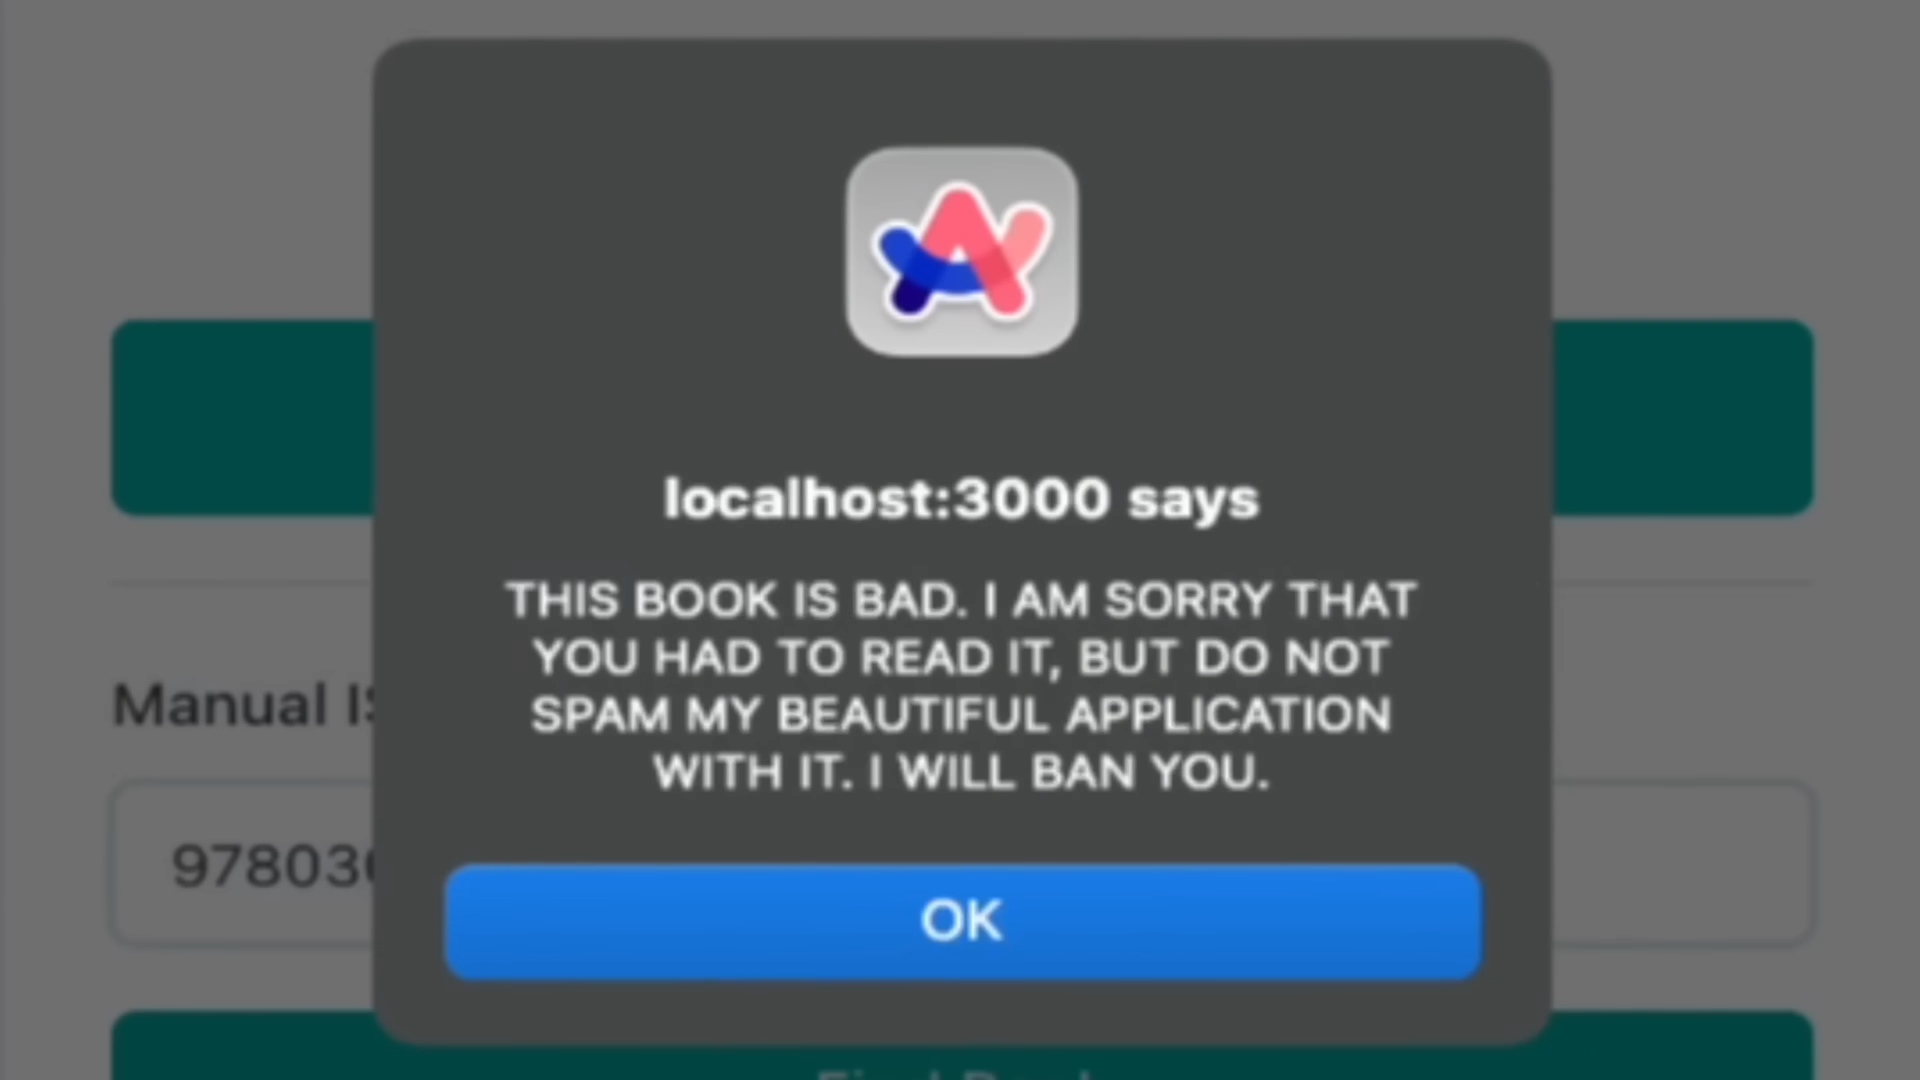 localhost:3000 says
THIS BOOK IS BAD. I AM SORRY THAT
YOU HAD TO READ IT, BUT DO NOT
SPAM MY BEAUTIFUL APPLICATION
WITH IT. I WILL BAN YOU.
Manual
OK